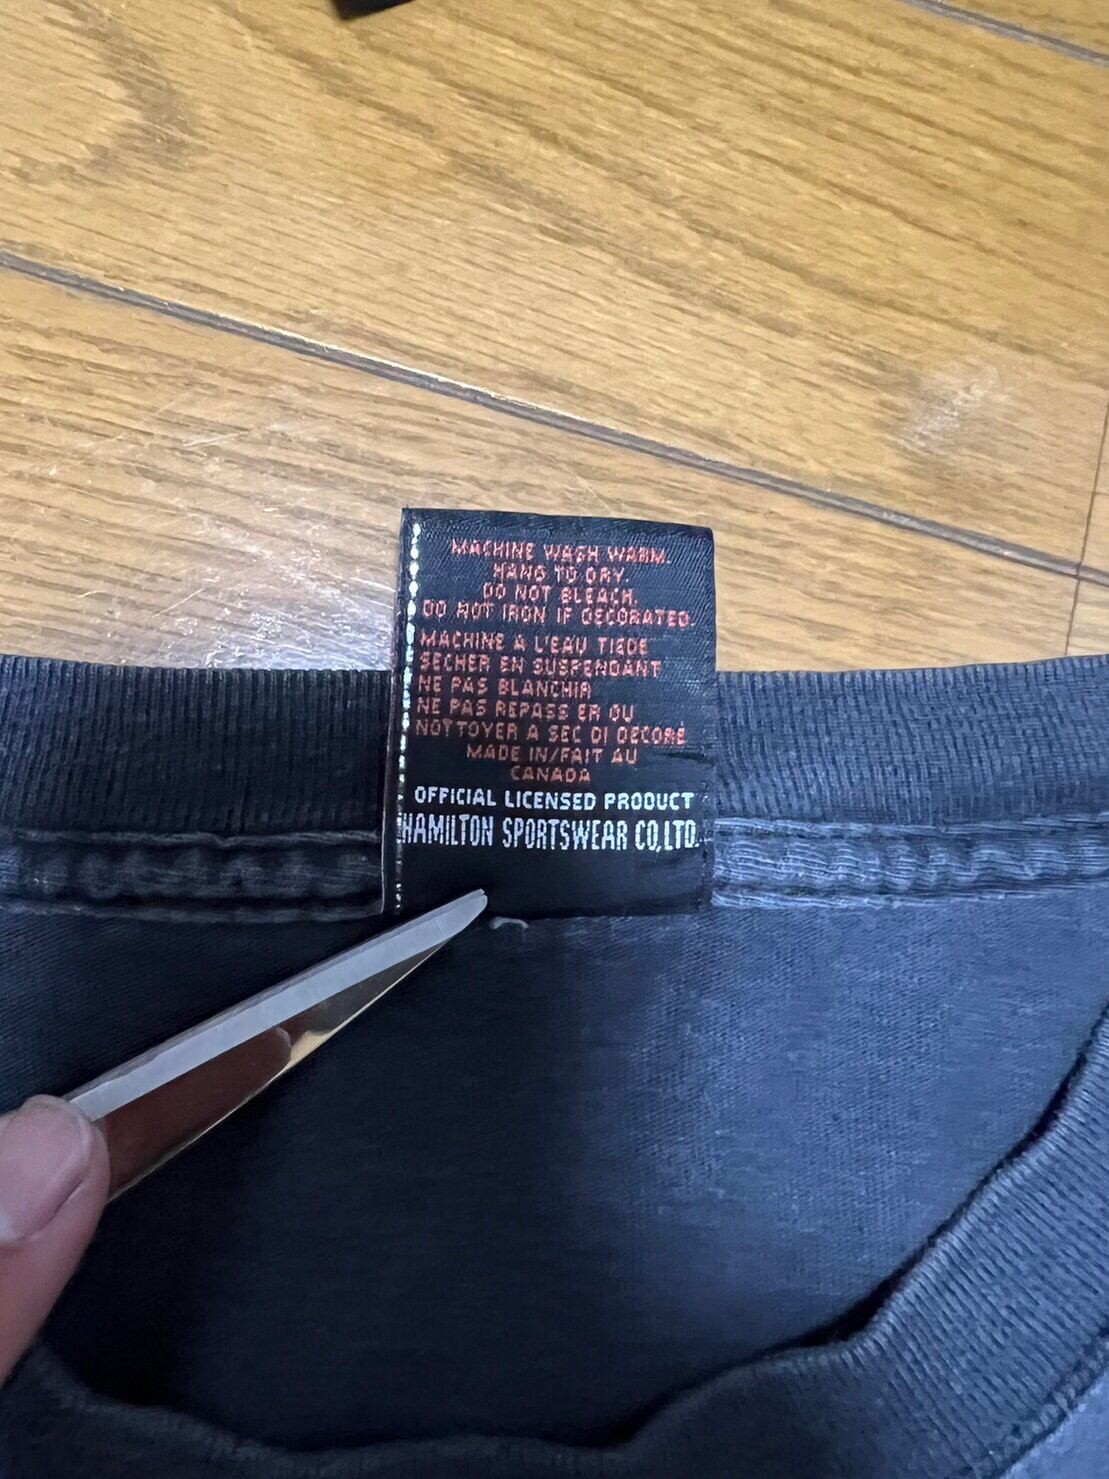 MACHINE WASH WARM.
HANG TO DRY.
DO NOT BLEACH.
DO NOT IRON IF DECORATED.
MACHINE A L'EAU TIEDE
SECHER EN SUSPENDANT
NE PAS BLANCHIR
NE PAS REPASS ER OU
NOTTOYER A SEC DI DECORE
MADE IN/FAIT AU
CANADA
OFFICIAL LICENSED PRODUCT
HAMILTON SPORTSWEAR CO,LTD.